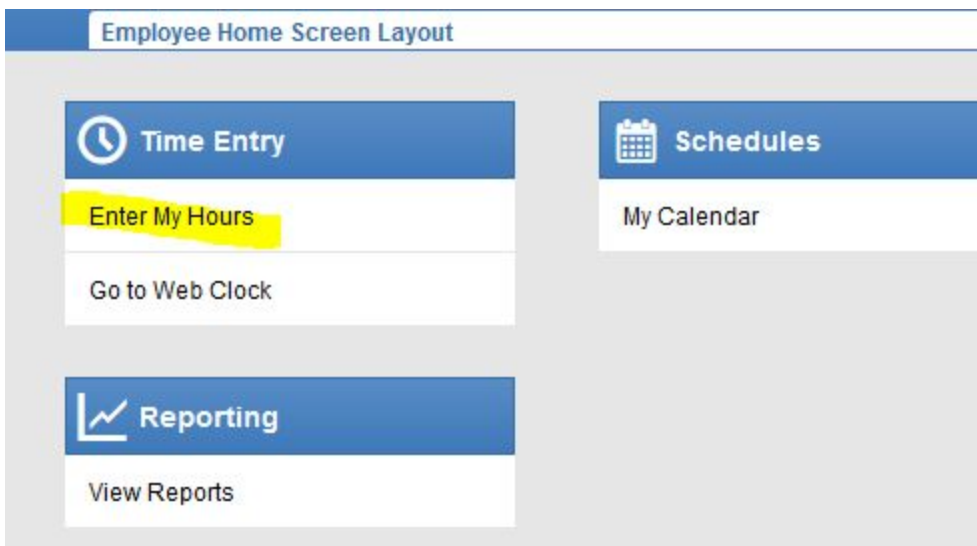 Employee Home Screen Layout
Time Entry
Enter My Hours
Go to Web Clock
Schedules
My Calendar
Reporting
View Reports